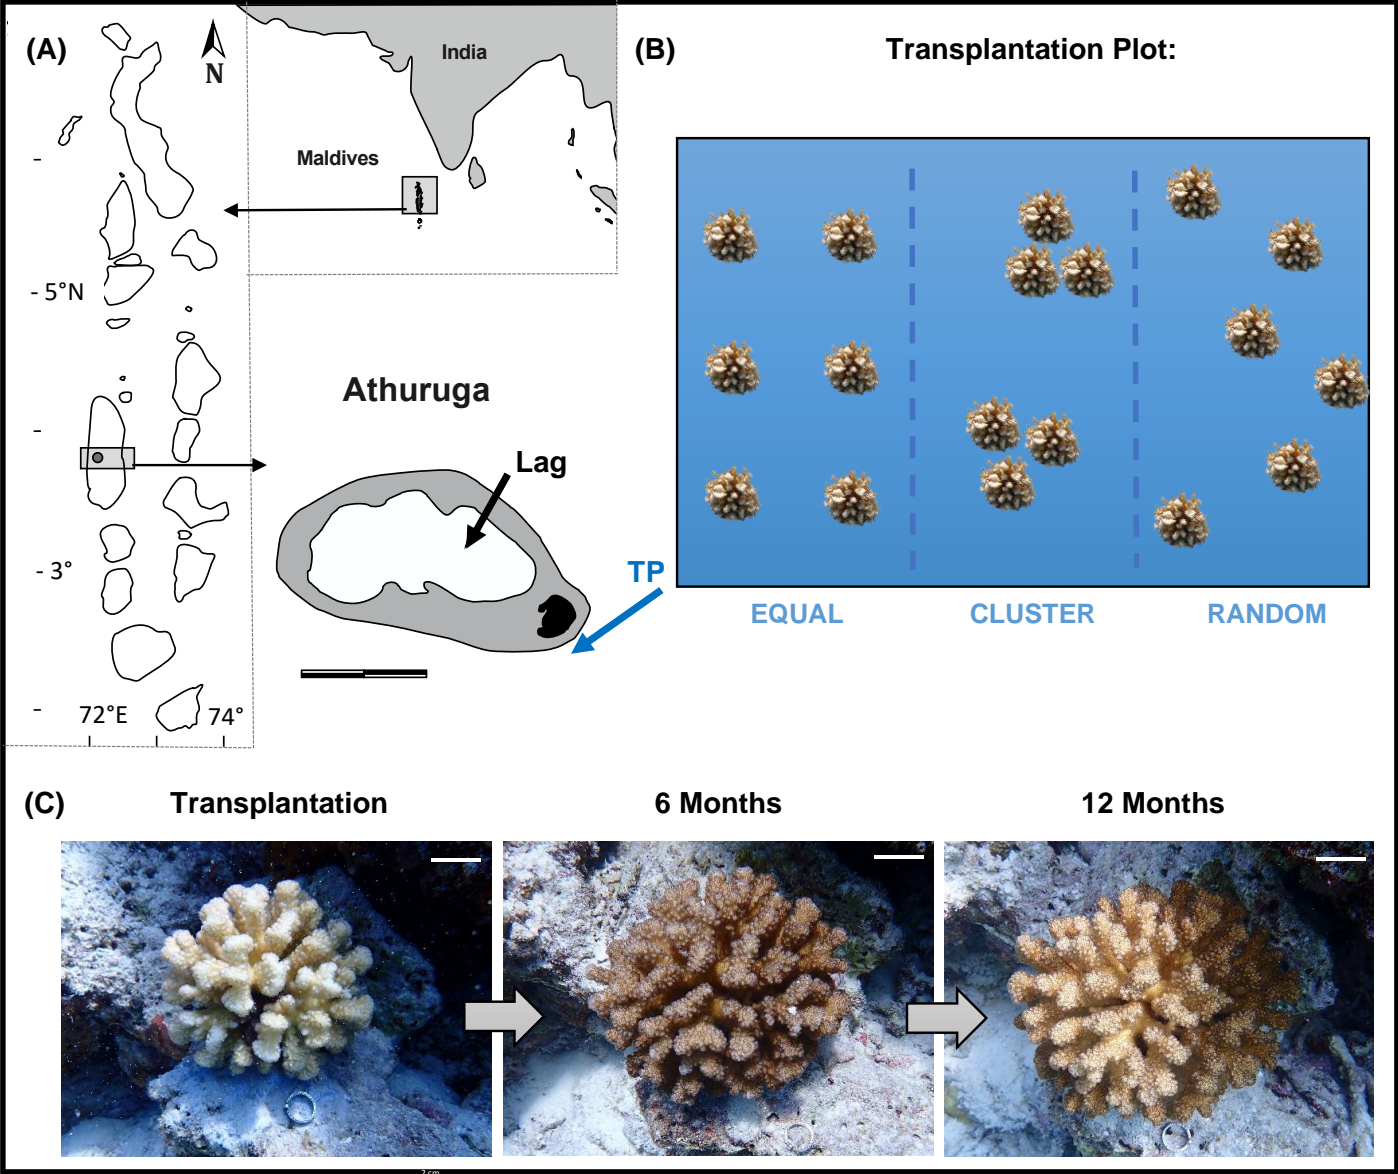 (A)
N
India
Maldives
- 5°N
- 3°
72°E
74°
Athuruga
Lag
TP
(B)
Transplantation Plot:
EQUAL
CLUSTER
RANDOM
(C)
Transplantation
6 Months
12 Months